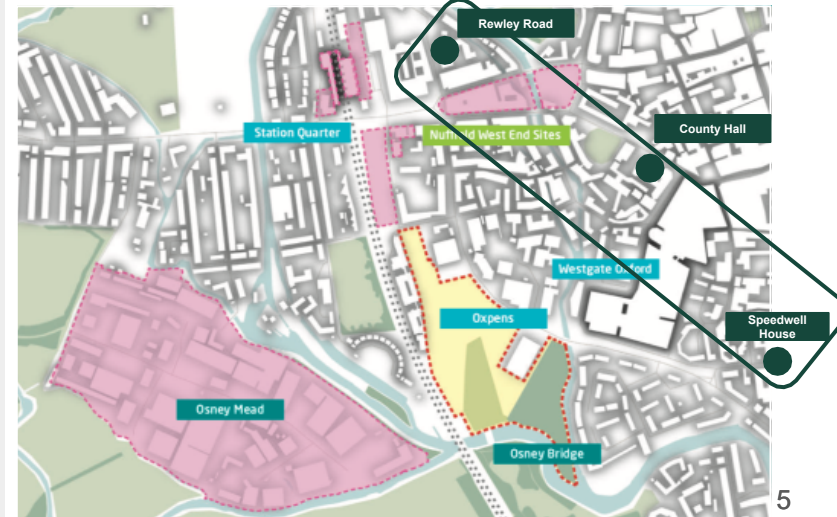 Rewley Road
County Hall
Station Quarter
Nuffield West End Sites
Westgate Oxford
Oxpens
Speedwell
House
Osney Mead
Osney Bridge
5